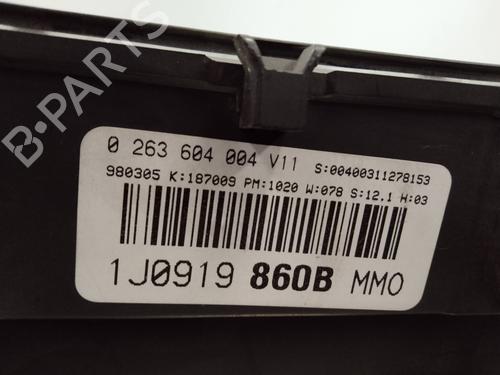 B-PARTS
0 263 604 004 V11 S:00400311278153
980305 K:187009 PM:1020 W:078 S:12.1 H:03
1J0919 860B MMO